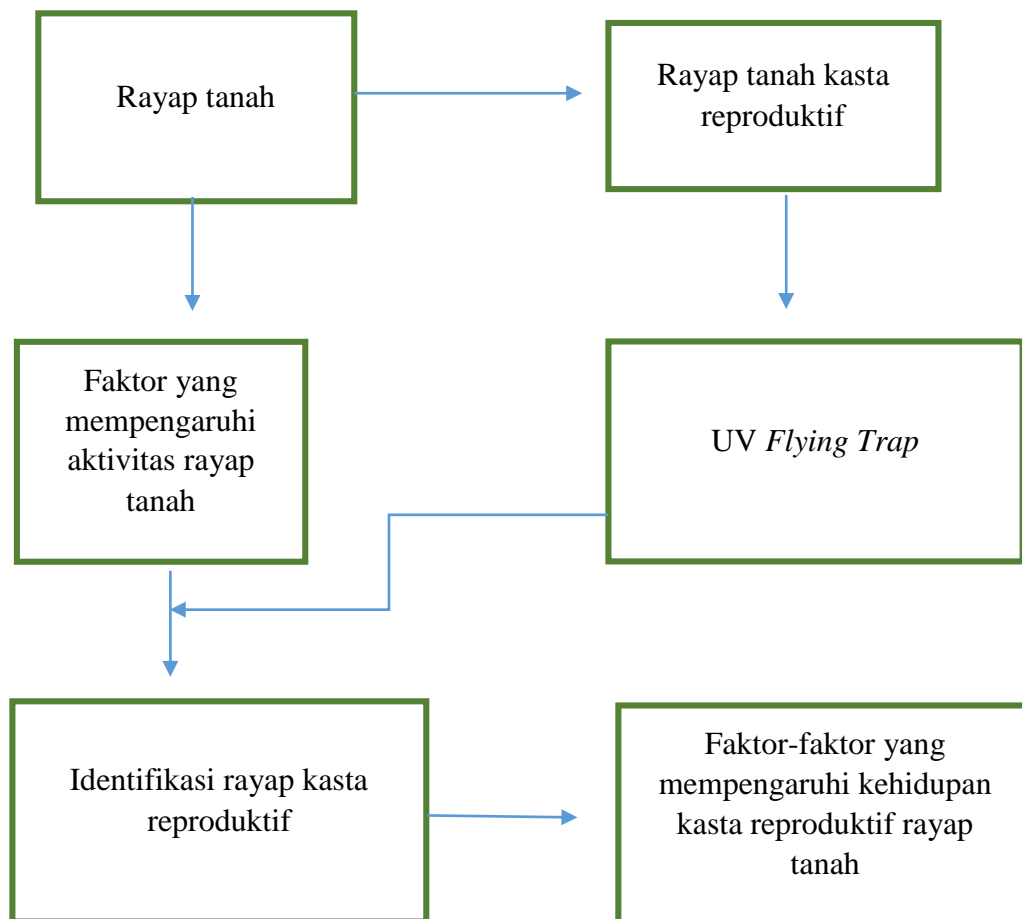 Rayap tanah
Rayap tanah kasta
reproduktif
Faktor yang
mempengaruhi
aktivitas rayap
tanah
UV Flying Trap
Identifikasi rayap kasta
reproduktif
Faktor-faktor yang
mempengaruhi kehidupan
kasta reproduktif rayap
tanah